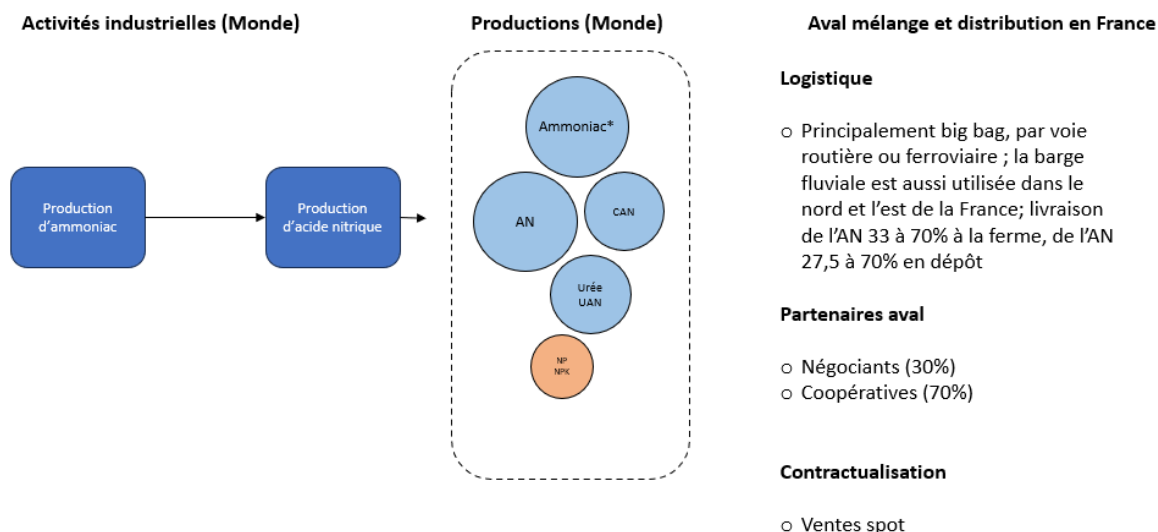 Activités industrielles (Monde)
Productions (Monde)
Aval mélange et distribution en France
Production
d'ammoniac
Production
d'acide nitrique
Ammoniac*
AN
CAN
Urée
UAN
NP
NPK
Logistique
o Principalement big bag, par voie
routière ou ferroviaire ; la barge
fluviale est aussi utilisée dans le
nord et l'est de la France; livraison
de l'AN 33 à 70% à la ferme, de l'AN
27,5 à 70% en dépôt
Partenaires aval
o Négociants (30%)
o Coopératives (70%)
Contractualisation
o Ventes spot